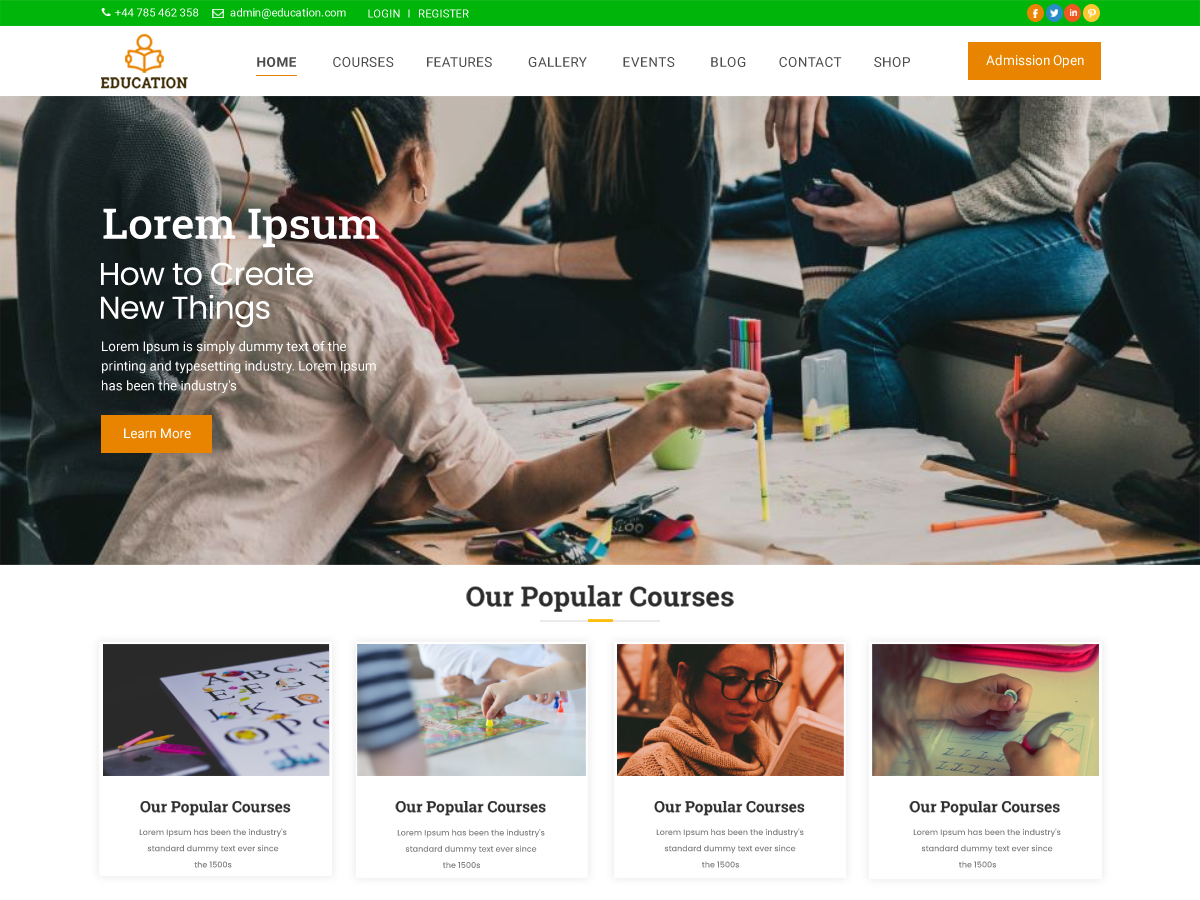 +44 785 462 358 admin@education.com LOGIN I REGISTER
EDUCATION
HOME COURSES FEATURES GALLERY EVENTS BLOG CONTACT SHOP
Admission Open
Lorem Ipsum
How to Create
New Things
Lorem Ipsum is simply dummy text of the
printing and typesetting industry. Lorem Ipsum
has been the industry's
Learn More
Our Popular Courses
Our Popular Courses
Lorem Ipsum has been the industry's
standard dummy text ever since
the 1500s
Our Popular Courses
Lorem Ipsum has been the industry's
standard dummy text ever since
the 1500s
Our Popular Courses
Lorem Ipsum has been the industry's
standard dummy text ever since
the 1500s
Our Popular Courses
Lorem Ipsum has been the industry's
standard dummy text ever since
the 1500s